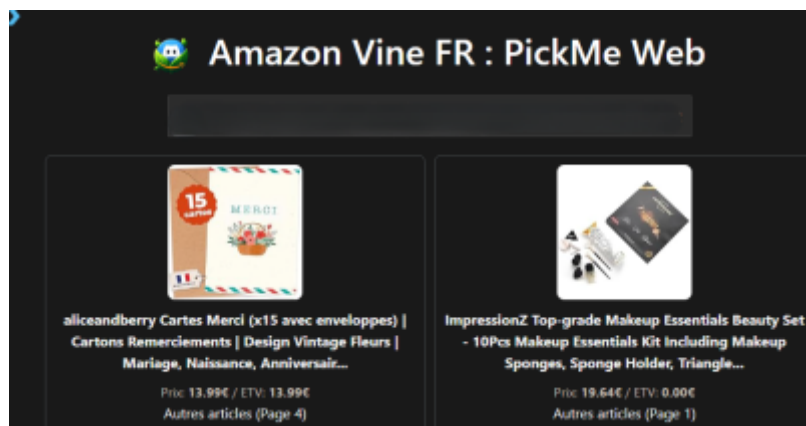 Amazon Vine FR : PickMe Web
15
cartes
MERCI
aliceandberry Cartes Merci (x15 avec enveloppes) |
Cartons Remerciements | Design Vintage Fleurs |
Mariage, Naissance, Anniversair...
Prix: 13.99€ / ETV: 13.99€
Autres articles (Page 4)
ImpressionZ Top-grade Makeup Essentials Beauty Set
- 10Pcs Makeup Essentials Kit Including Makeup
Sponges, Sponge Holder, Triangle...
Prix: 19.64€ / ETV: 0.00€
Autres articles (Page 1)